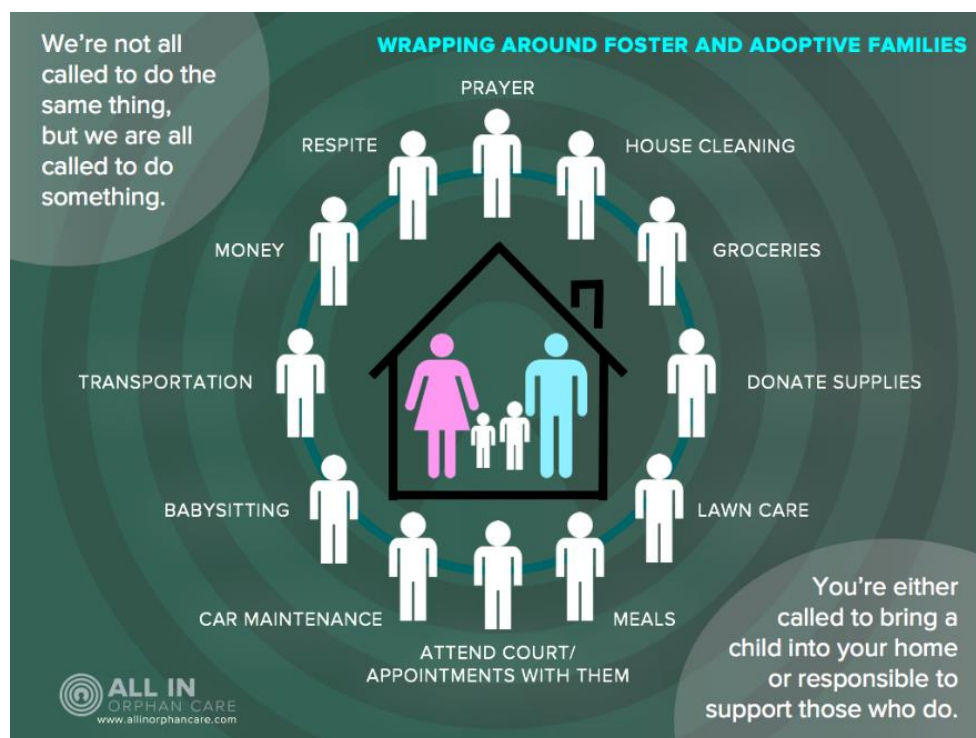 We're not all
called to do the
same thing,
but we are all
called to do
something.
WRAPPING AROUND FOSTER AND ADOPTIVE FAMILIES
PRAYER
RESPITE
HOUSE CLEANING
MONEY
GROCERIES
TRANSPORTATION
DONATE SUPPLIES
BABYSITTING
LAWN CARE
CAR MAINTENANCE
MEALS
ATTEND COURT/
APPOINTMENTS WITH THEM
You're either
called to bring a
child into your home
or responsible to
support those who do.
ALL IN
ORPHAN CARE
www.allinorphancare.com